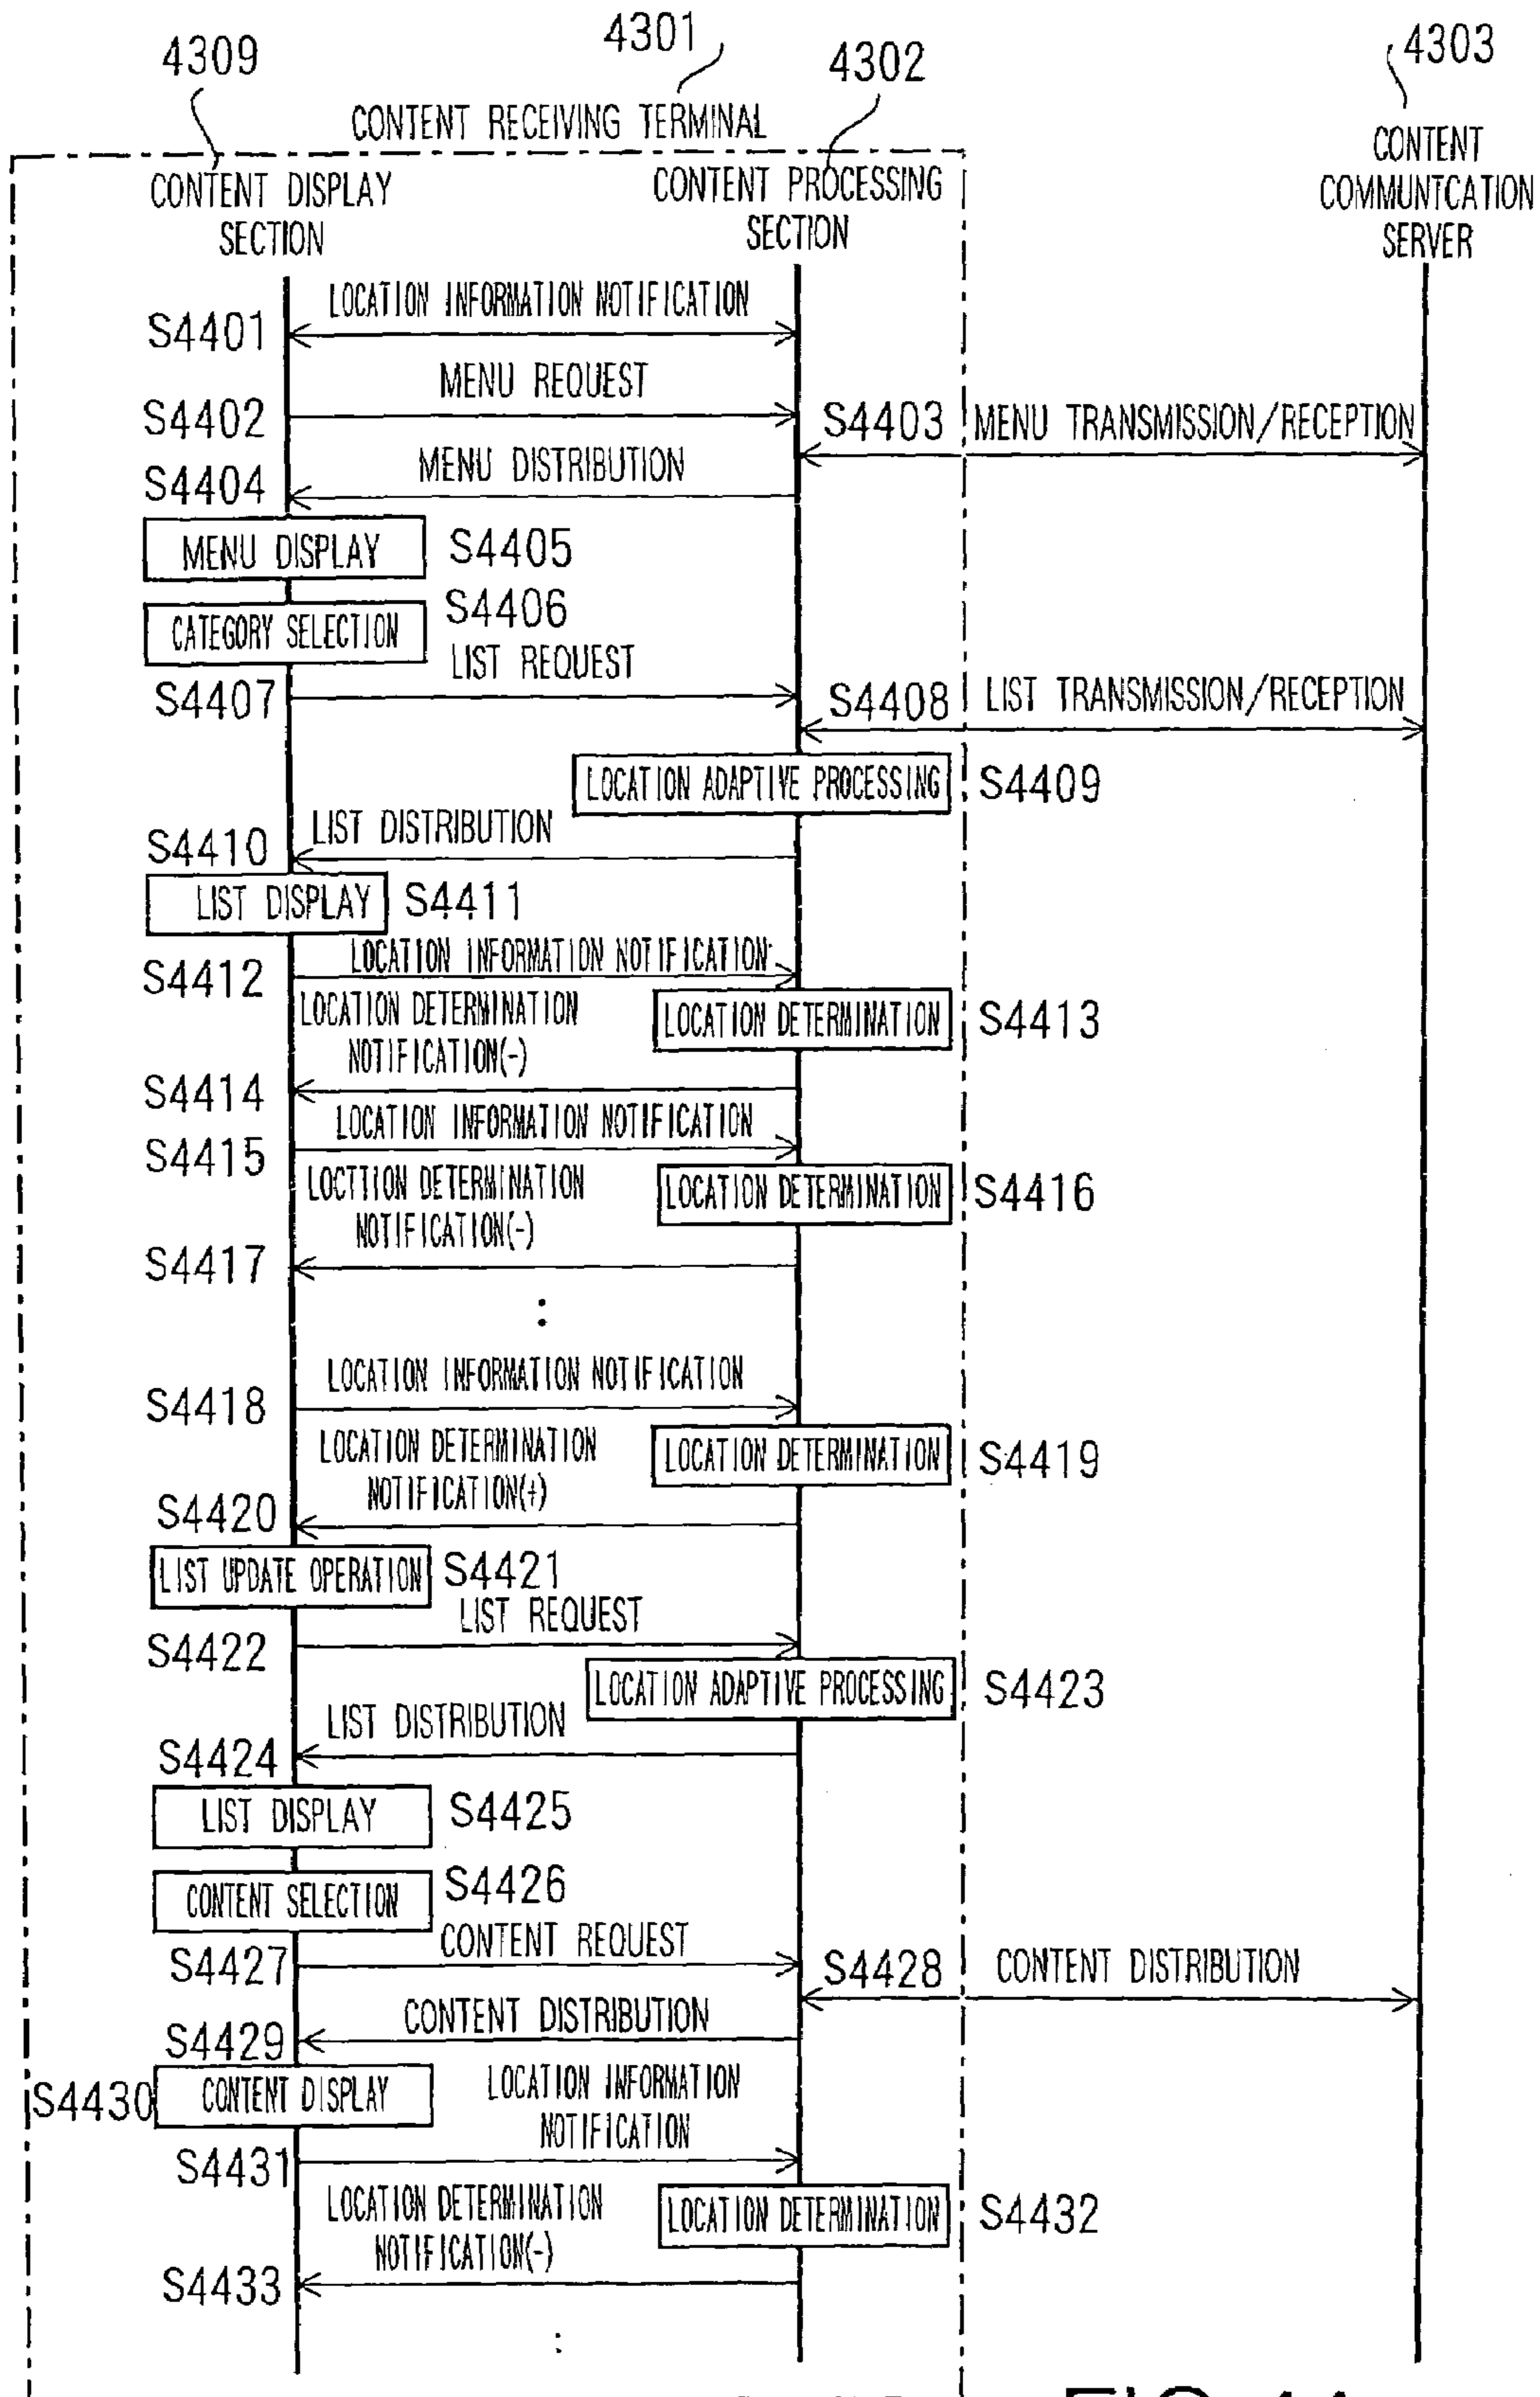 4309
4301
4302
4303
CONTENT RECEIVING TERMINAL
CONTENT DISPLAY
SECTION
CONTENT PROCESSING
SECTION
CONTENT
COMMUNTCATION
SERVER
LOCATION INFORMATION NOTIFICATION
S4401
MENU REQUEST
S4402
S4403 MENU TRANSMISSION/RECEPTION
MENU DISTRIBUTION
S4404
MENU DISPLAY S4405
CATEGORY SELECTION S4406
LIST REQUEST
S4407
S4408 LIST TRANSMISSION/RECEPTION
LOCATION ADAPTIVE PROCESSING S4409
LIST DISTRIBUTION
S4410
LIST DISPLAY S4411
LOCATION INFORMATION NOTIFICATION
S4412
LOCATION DETERMINATION
NOTIFICATION(-)
LOCATION DETERMINATION S4413
S4414
LOCATION INFORMATION NOTIFICATION
S4415
LOCTTION DETERMINATION
NOTIFICATION(-)
LOCATION DETERMINATION S4416
S4417
:
LOCATION INFORMATION NOTIFICATION
S4418
LOCATION DETERMINATION
NOTIFICATION(+)
LOCATION DETERMINATION S4419
S4420
LIST UPDATE OPERATION S4421
LIST REQUEST
S4422
LOCATION ADAPTIVE PROCESSING S4423
LIST DISTRIBUTION
S4424
LIST DISPLAY S4425
CONTENT SELECTION S4426
CONTENT REQUEST
S4427
S4428 CONTENT DISTRIBUTION
CONTENT DISTRIBUTION
S4429
S4430 CONTENT DISPLAY
LOCATION INFORMATION
NOTIFICATION
S4431
LOCATION DETERMINATION
NOTIFICATION(-)
LOCATION DETERMINATION S4432
S4433
: